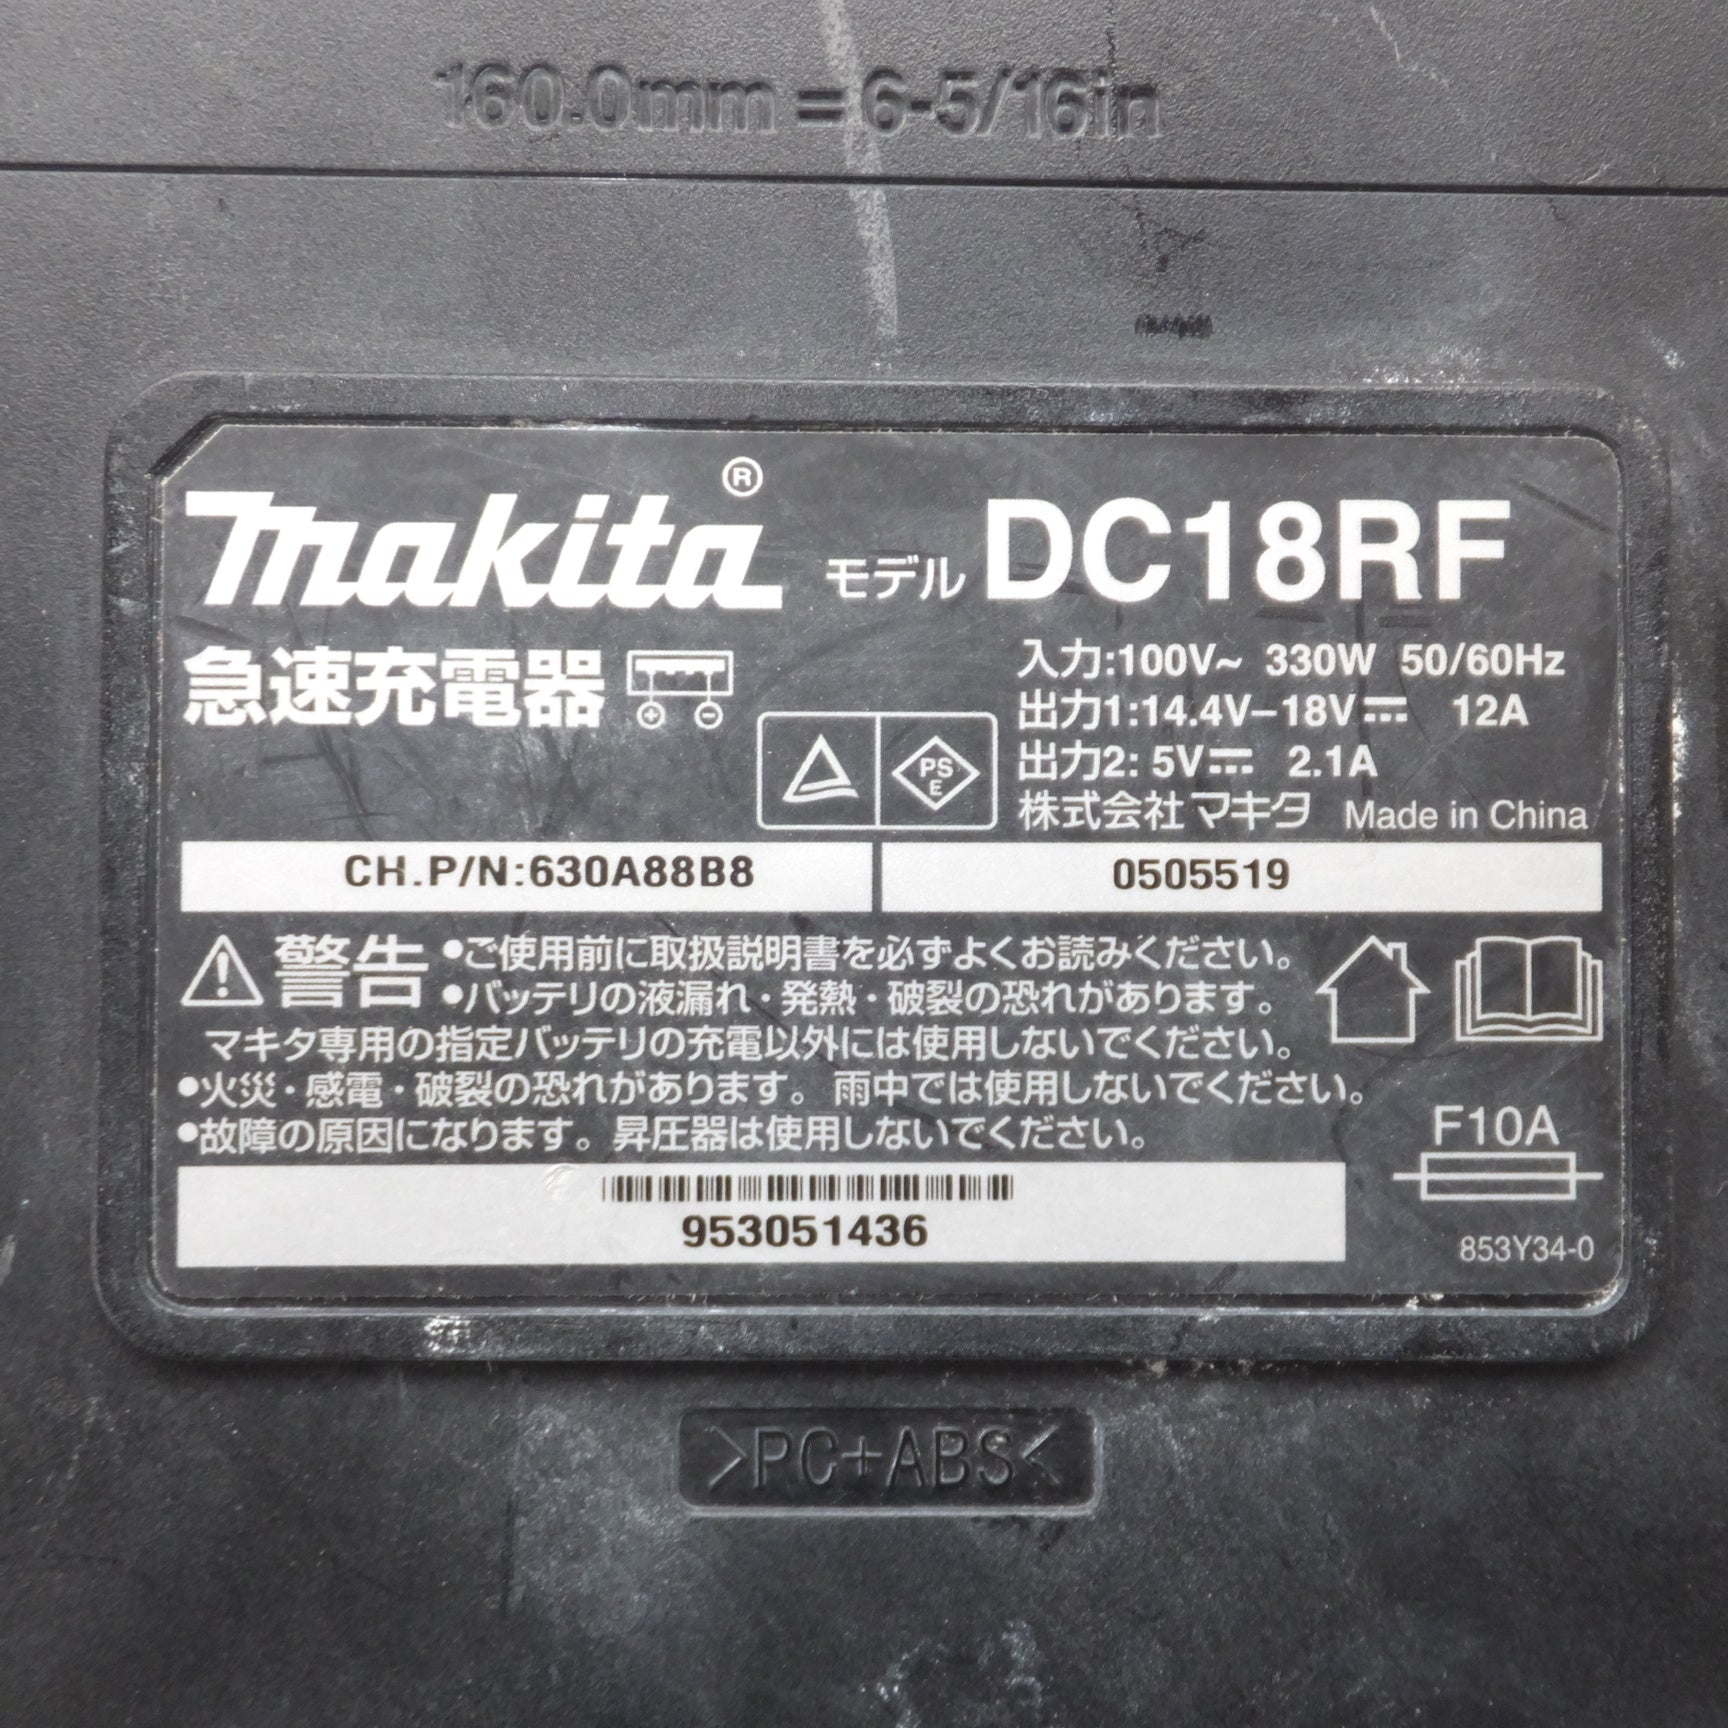 160.0mm = 6-5/16in
makita® モデル DC18RF
急速充電器
入力:100V~ 330W 50/60Hz
出力1:14.4V–18V⎓ 12A
出力2: 5V⎓ 2.1A
PS
E
株式会社マキタ Made in China
CH.P/N:630A88B8
0505519
警告
•ご使用前に取扱説明書を必ずよくお読みください。
•バッテリの液漏れ・発熱・破裂の恐れがあります。
マキタ専用の指定バッテリの充電以外には使用しないでください。
•火災・感電・破裂の恐れがあります。雨中では使用しないでください。
•故障の原因になります。昇圧器は使用しないでください。
F10A
953051436
853Y34-0
>PC+ABS<